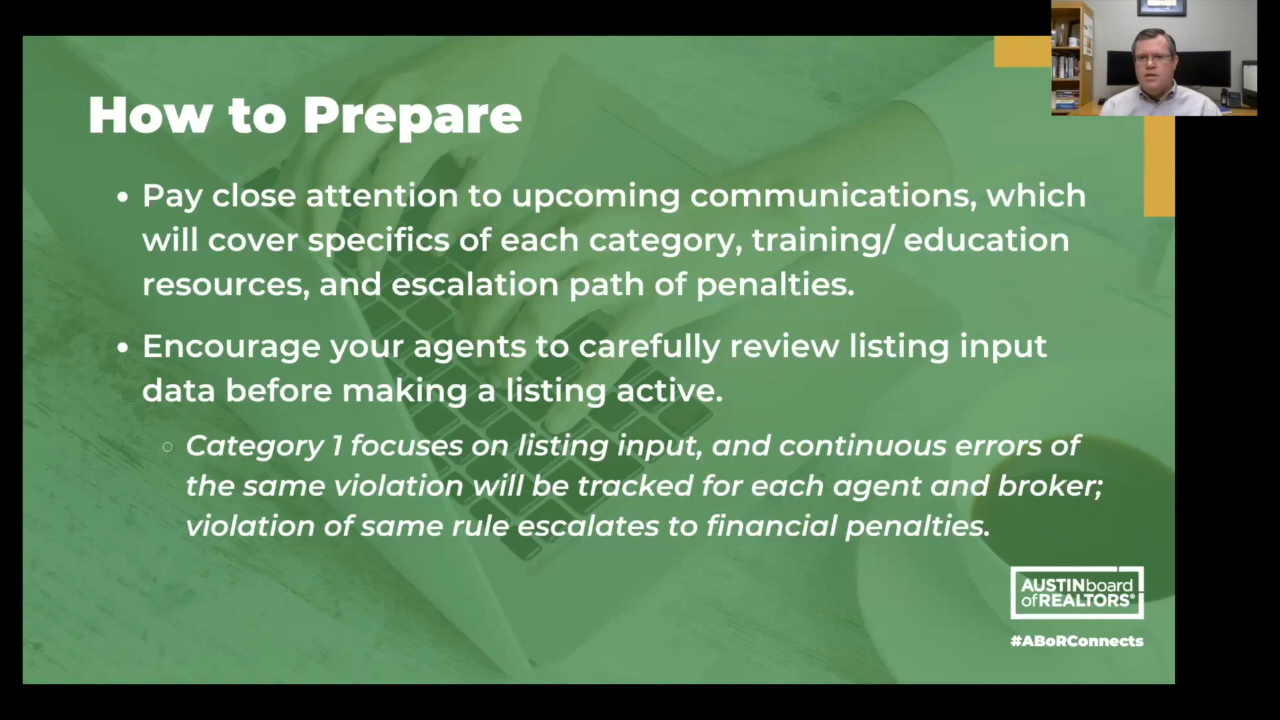 How to Prepare
• Pay close attention to upcoming communications, which
will cover specifics of each category, training/ education
resources, and escalation path of penalties.
• Encourage your agents to carefully review listing input
data before making a listing active.
○ Category 1 focuses on listing input, and continuous errors of
the same violation will be tracked for each agent and broker;
violation of same rule escalates to financial penalties.
AUSTINboard
ofREALTORS®
#ABoRConnects